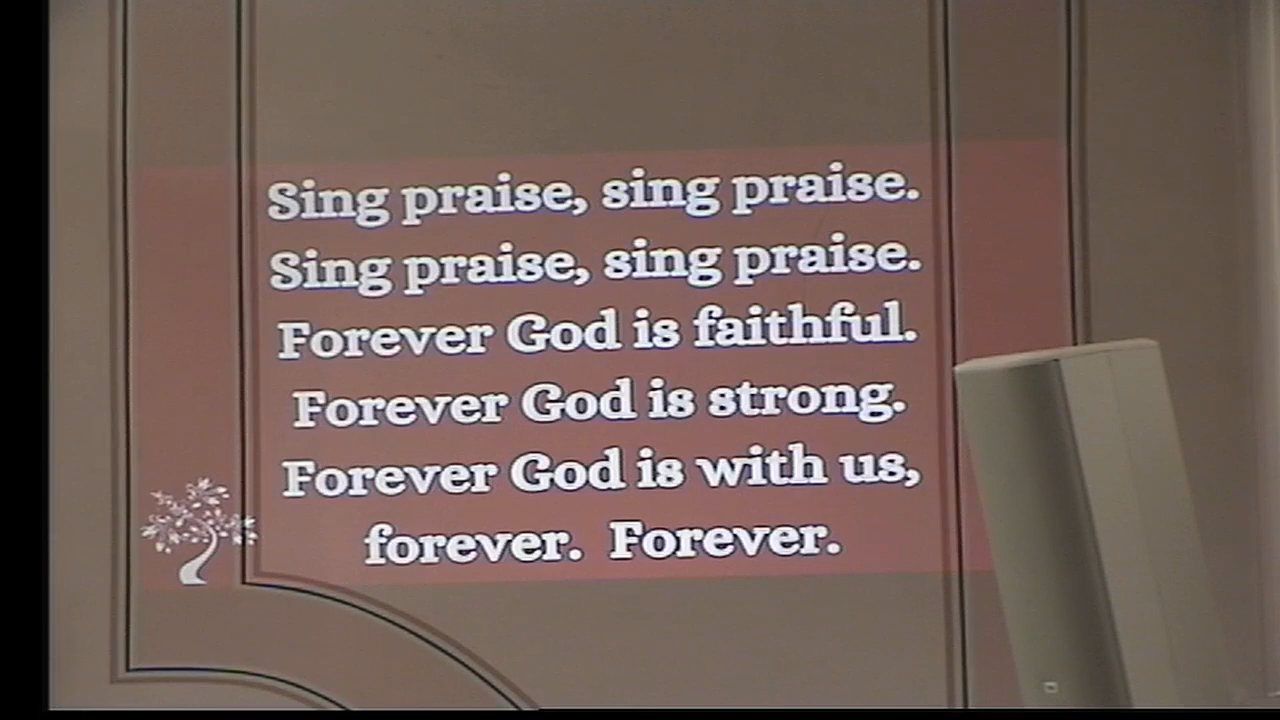 Sing praise, sing praise.
Sing praise, sing praise.
Forever God is faithful.
Forever God is strong.
Forever God is with us,
forever. Forever.